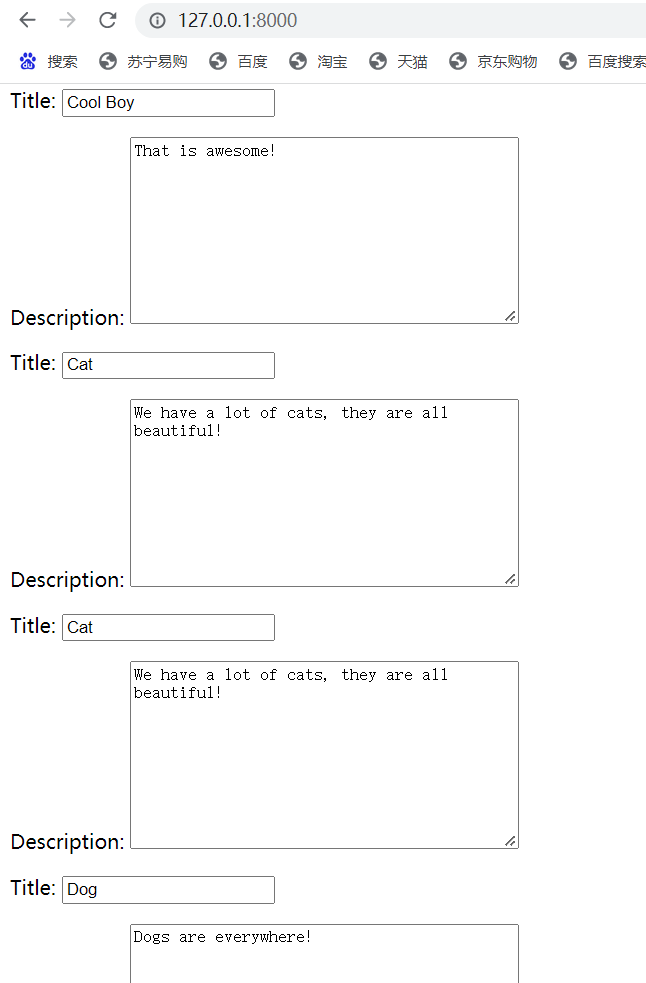 127.0.0.1:8000
搜索 苏宁易购 百度 淘宝 天猫 京东购物 百度搜索
Title: Cool Boy
That is awesome!
Description:
Title: Cat
We have a lot of cats, they are all
beautiful!
Description:
Title: Cat
We have a lot of cats, they are all
beautiful!
Description:
Title: Dog
Dogs are everywhere!